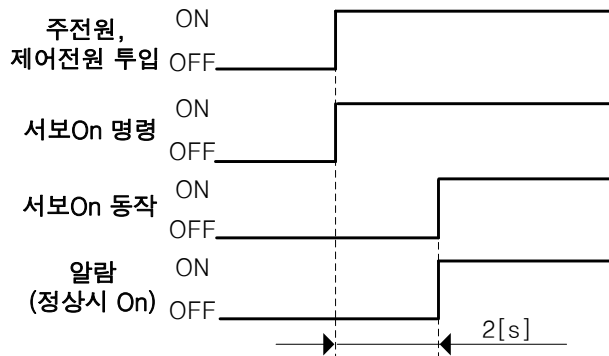 주전원,
제어전원 투입
ON
OFF
서보On 명령
ON
OFF
서보On 동작
ON
OFF
알람
(정상시 On)
ON
OFF
2[s]